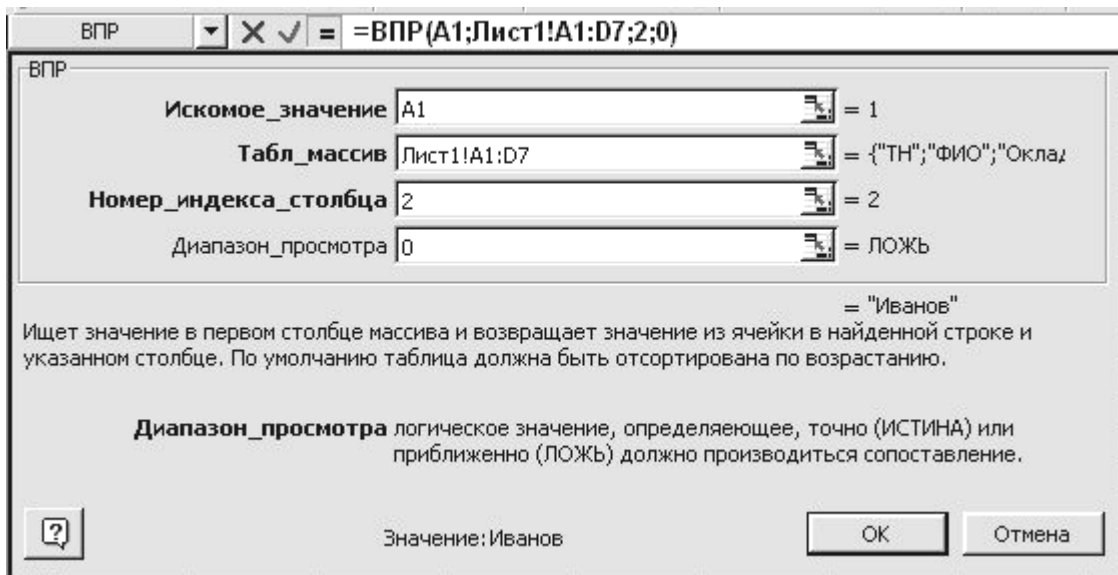 ВПР = =ВПР(A1;Лист1!A1:D7;2;0)
ВПР
Искомое_значение A1 = 1
Табл_массив Лист1!A1:D7 = {"ТН";"ФИО";"Оклад
Номер_индекса_столбца 2 = 2
Диапазон_просмотра 0 = ЛОЖЬ
= "Иванов"
Ищет значение в первом столбце массива и возвращает значение из ячейки в найденной строке и
указанном столбце. По умолчанию таблица должна быть отсортирована по возрастанию.
Диапазон_просмотра логическое значение, определяеющее, точно (ИСТИНА) или
приближенно (ЛОЖЬ) должно производиться сопоставление.
? Значение:Иванов OK Отмена